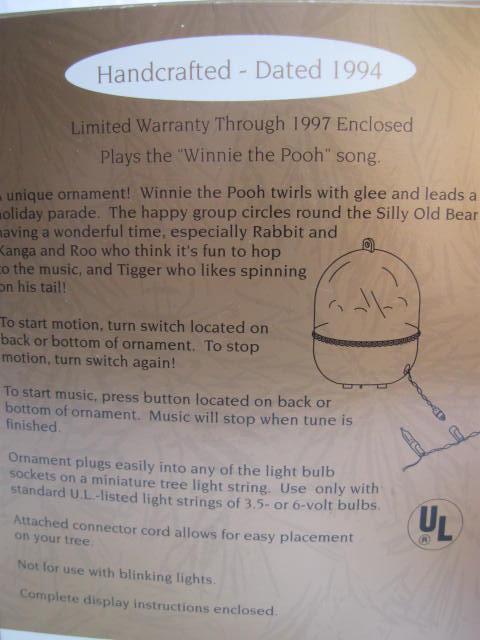 Handcrafted - Dated 1994
Limited Warranty Through 1997 Enclosed
Plays the "Winnie the Pooh" song.
unique ornament! Winnie the Pooh twirls with glee and leads a
holiday parade. The happy group circles round the Silly Old Bear
having a wonderful time, especially Rabbit and
Kanga and Roo who think it's fun to hop
to the music, and Tigger who likes spinning
on his tail!
To start motion, turn switch located on
back or bottom of ornament. To stop
motion, turn switch again!
To start music, press button located on back or
bottom of ornament. Music will stop when tune is
finished.
Ornament plugs easily into any of the light bulb
sockets on a miniature tree light string. Use only with
standard U.L.-listed light strings of 3.5- or 6-volt bulbs.
UL
®
Attached connector cord allows for easy placement
on your tree.
Not for use with blinking lights.
Complete display instructions enclosed.